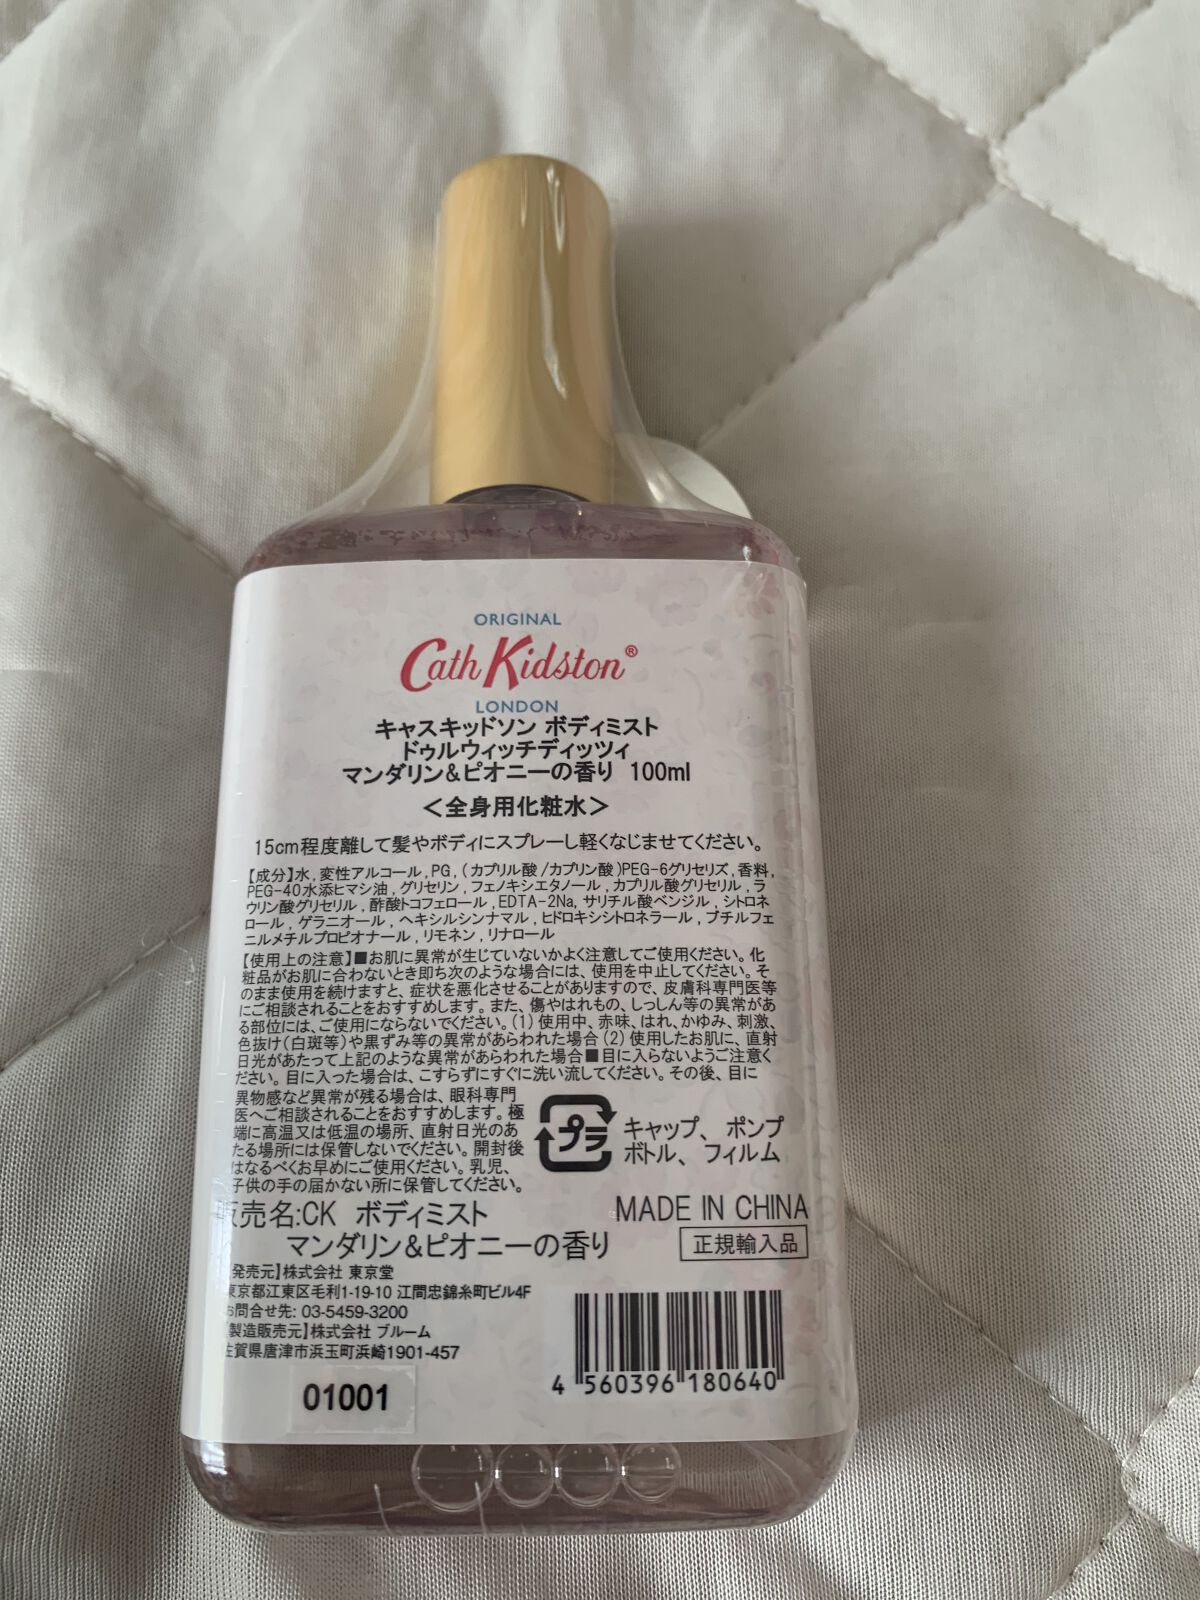 ORIGINAL
Cath Kidston®
LONDON
キャスキッドソン ボディミスト
ドゥルウィッチディッツィ
マンダリン&ピオニーの香り 100ml
＜全身用化粧水＞
15cm程度離して髪やボディにスプレーし軽くなじませてください。
【成分】水,変性アルコール,PG,(カプリル酸/カプリン酸)PEG-6グリセリズ,香料,
PEG-40水添ヒマシ油,グリセリン,フェノキシエタノール,カプリル酸グリセリル,ラ
ウリン酸グリセリル,酢酸トコフェロール,EDTA-2Na,サリチル酸ベンジル,シトロネ
ロール,ゲラニオール,ヘキシルシンナマル,ヒドロキシシトロネラール,ブチルフェ
ニルメチルプロピオナール,リモネン,リナロール
【使用上の注意】■お肌に異常が生じていないかよく注意してご使用ください。化
粧品がお肌に合わないとき即ち次のような場合には、使用を中止してください。そ
のまま使用を続けますと、症状を悪化させることがありますので、皮膚科専門医等
にご相談されることをおすすめします。また、傷やはれもの、しっしん等の異常があ
る部位には、ご使用にならないでください。(1)使用中、赤味、はれ、かゆみ、刺激、
色抜け(白斑等)や黒ずみ等の異常があらわれた場合(2)使用したお肌に、直射
日光があたって上記のような異常があらわれた場合■目に入らないようご注意く
ださい。目に入った場合は、こすらずにすぐに洗い流してください。その後、目に
異物感など異常が残る場合は、眼科専門
医へご相談されることをおすすめします。極
端に高温又は低温の場所、直射日光のあ
たる場所には保管しないでください。開封後
はなるべくお早めにご使用ください。乳児、
子供の手の届かない所に保管してください。
プラ
キャップ、ポンプ
ボトル、フィルム
販売名:CK ボディミスト
マンダリン&ピオニーの香り
MADE IN CHINA
正規輸入品
【発売元】株式会社 東京堂
東京都江東区毛利1-19-10 江間忠錦糸町ビル4F
お問合せ先: 03-5459-3200
【製造販売元】株式会社 ブルーム
佐賀県唐津市浜玉町浜崎1901-457
01001
4 560396 180640